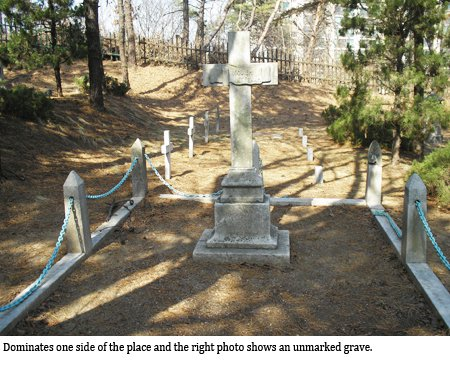 Dominates one side of the place and the right photo shows an unmarked grave.